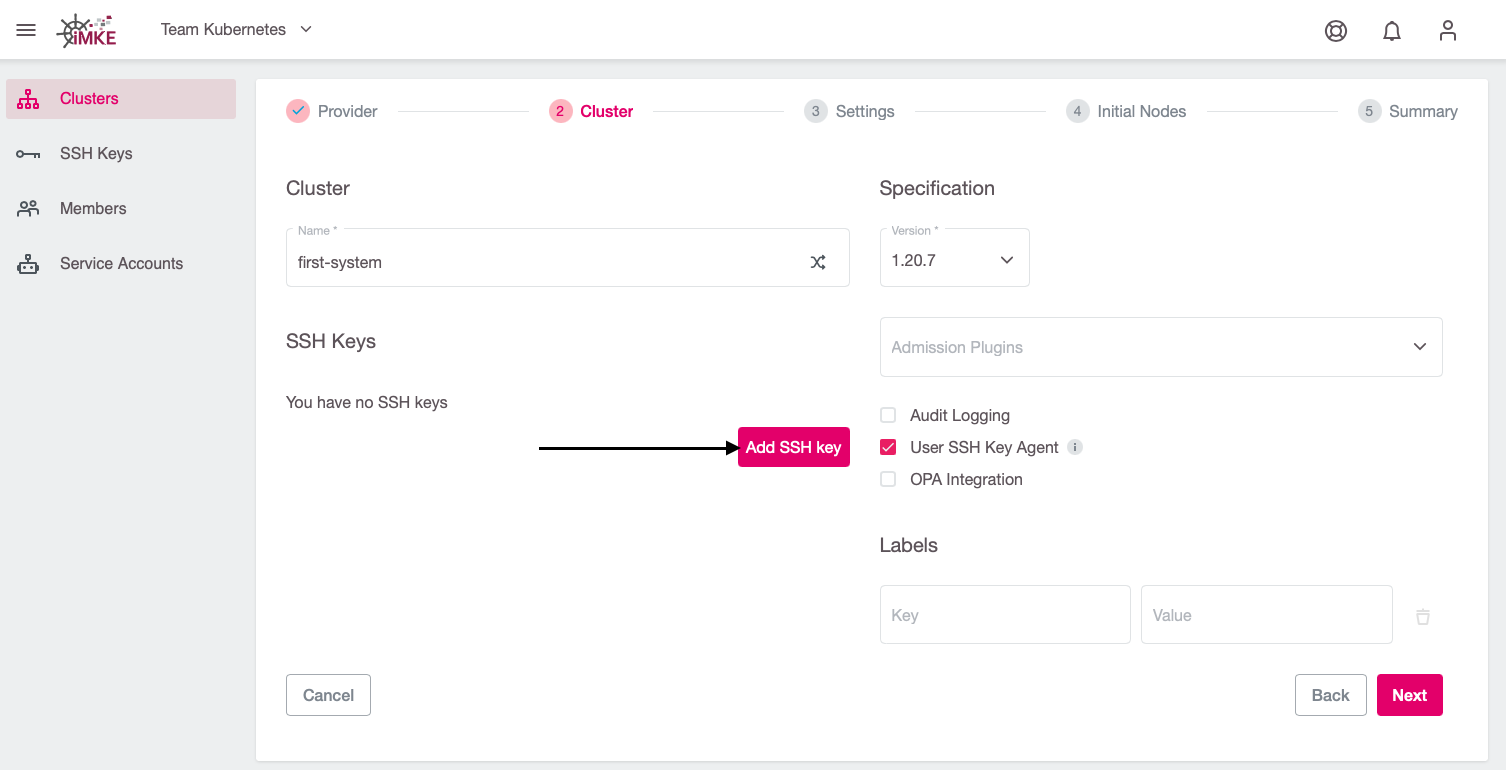 iMKE
Team Kubernetes
Clusters
SSH Keys
Members
Service Accounts
Provider
2 Cluster
3 Settings
4 Initial Nodes
5 Summary
Cluster
Name *
first-system
SSH Keys
You have no SSH keys
Add SSH key
Specification
Version *
1.20.7
Admission Plugins
Audit Logging
User SSH Key Agent i
OPA Integration
Labels
Key
Value
Cancel
Back
Next